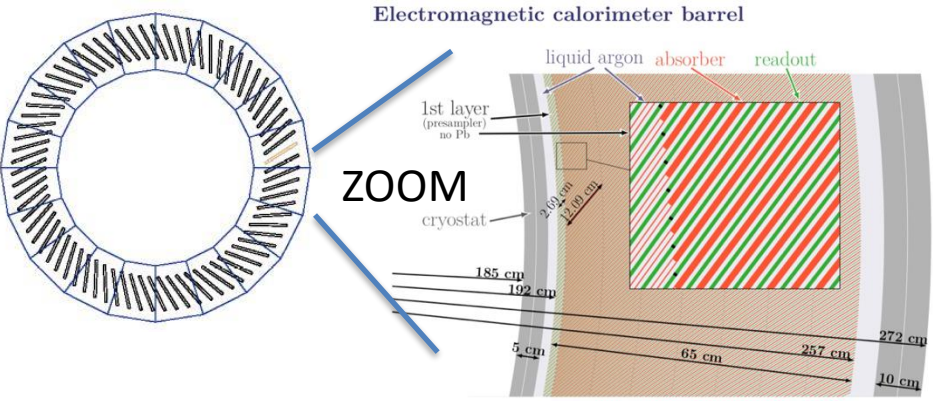 Electromagnetic calorimeter barrel
liquid argon absorber readout
1st layer
(presampler)
no Pb
ZOOM
cryostat
2.69 cm
12.09 cm
185 cm
192 cm
272 cm
257 cm
5 cm
65 cm
10 cm